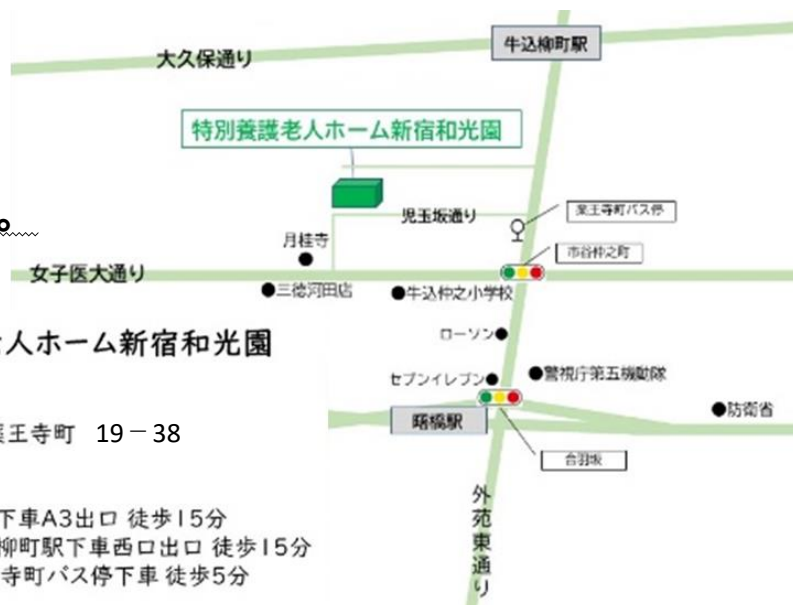 牛込柳町駅
大久保通り
特別養護老人ホーム新宿和光園
薬王寺町バス停
児玉坂通り
月桂寺
市谷仲之町
女子医大通り
三徳河田店
牛込仲之小学校
人ホーム新宿和光園
ローソン
セブンイレブン
警視庁第五機動隊
防衛省
曙橋駅
王寺町 19－38
合羽坂
外苑東通り
下車A3出口 徒歩15分
柳町駅下車西口出口 徒歩15分
寺町バス停下車 徒歩5分